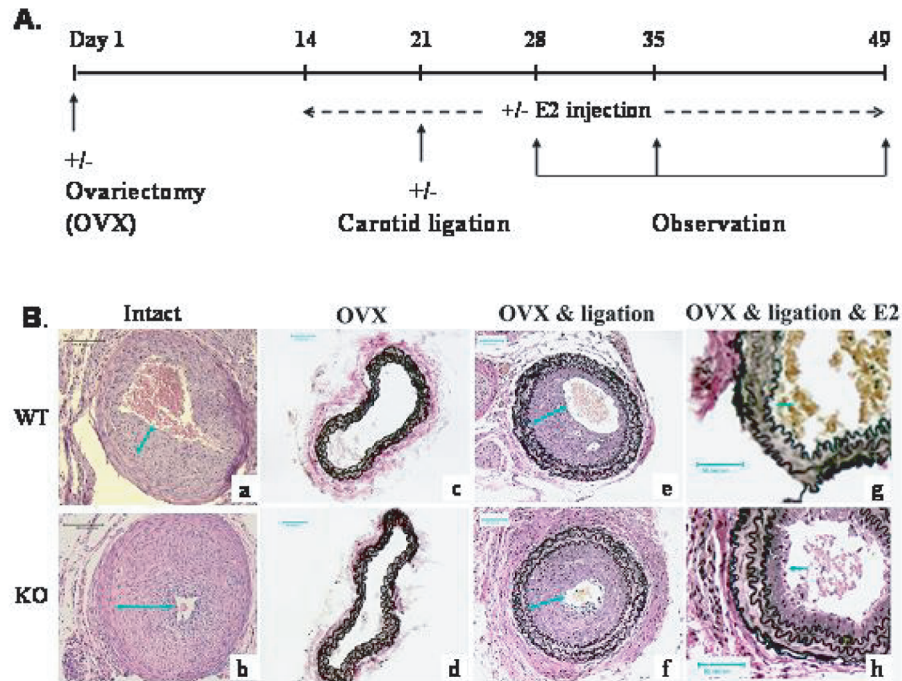 A.
Day 1 14 21 28 35 49
+/- E2 injection
+/-
Ovariectomy
(OVX)
+/-
Carotid ligation
Observation
B.
Intact OVX OVX & ligation OVX & ligation & E2
WT
a c e g
KO
b d f h